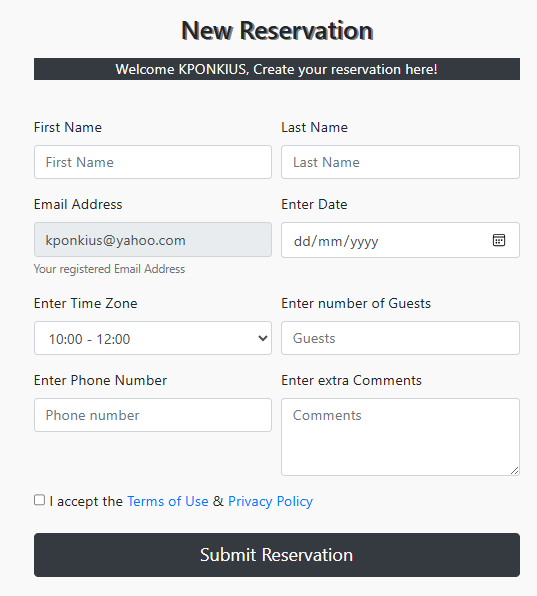 New Reservation
Welcome KPONKIUS, Create your reservation here!
First Name
Last Name
First Name
Last Name
Email Address
Enter Date
kponkius@yahoo.com
dd/mm/yyyy
Your registered Email Address
Enter Time Zone
Enter number of Guests
10:00 - 12:00
Guests
Enter Phone Number
Enter extra Comments
Phone number
Comments
I accept the Terms of Use & Privacy Policy
Submit Reservation